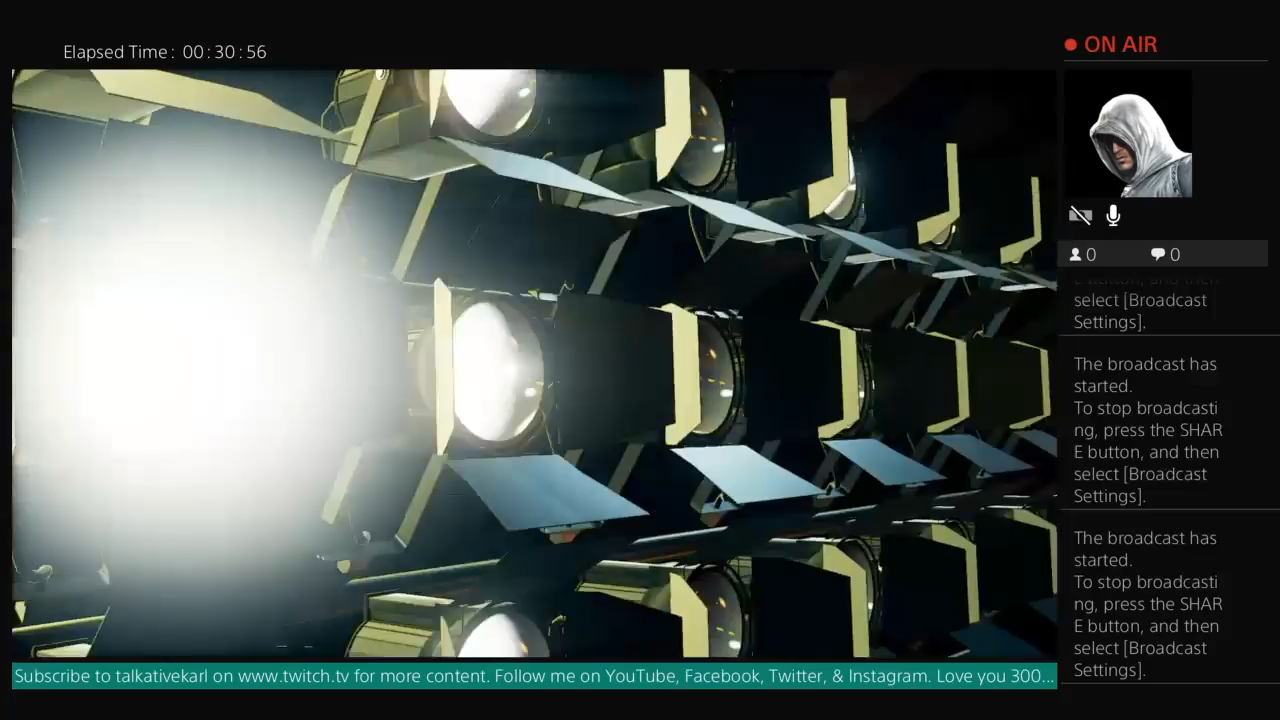 Elapsed Time: 00:30:56
ON AIR
0 0
E button, and then
select [Broadcast
Settings].
The broadcast has
started.
To stop broadcasti
ng, press the SHAR
E button, and then
select [Broadcast
Settings].
The broadcast has
started.
To stop broadcasti
ng, press the SHAR
E button, and then
select [Broadcast
Settings].
Subscribe to talkativekarl on www.twitch.tv for more content. Follow me on YouTube, Facebook, Twitter, & Instagram. Love you 300...